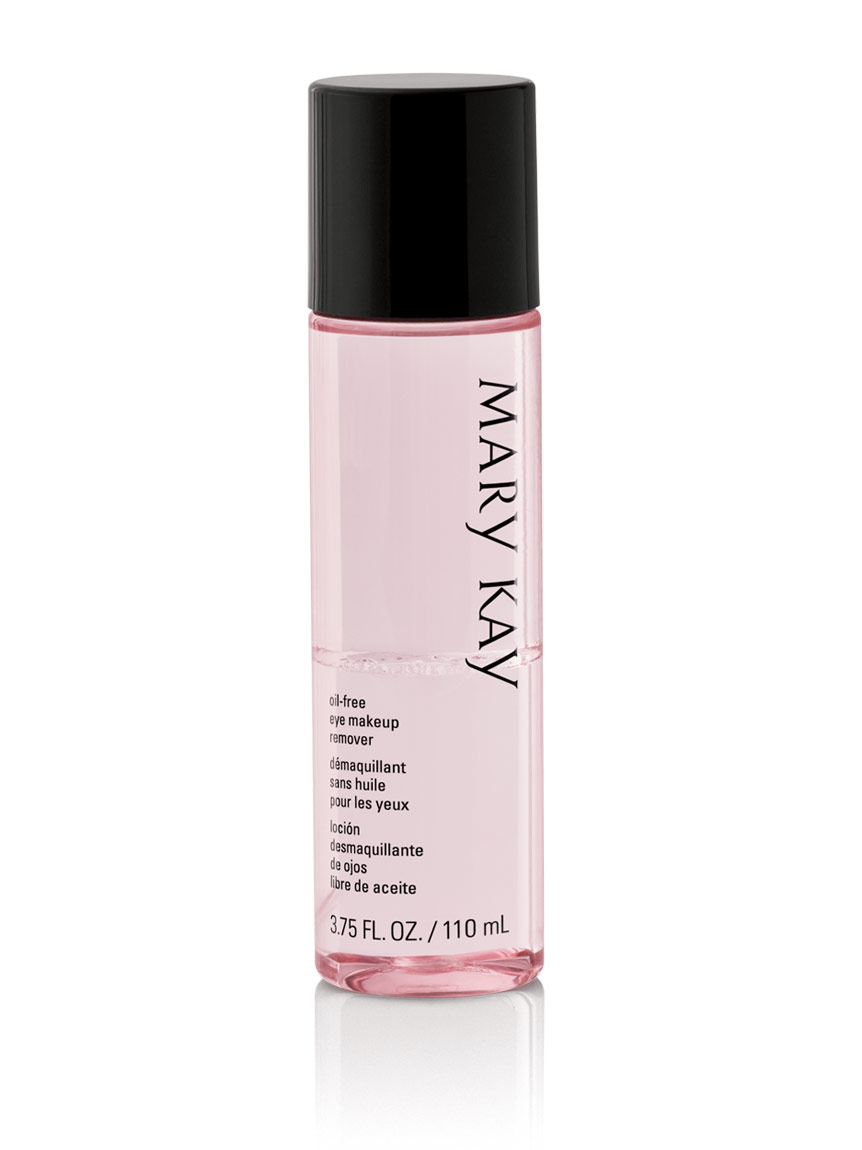 MARY KAY
oil-free
eye makeup
remover
démaquillant
sans huile
pour les yeux
loción
desmaquillante
de ojos
libre de aceite
3.75 FL. OZ. / 110 mL